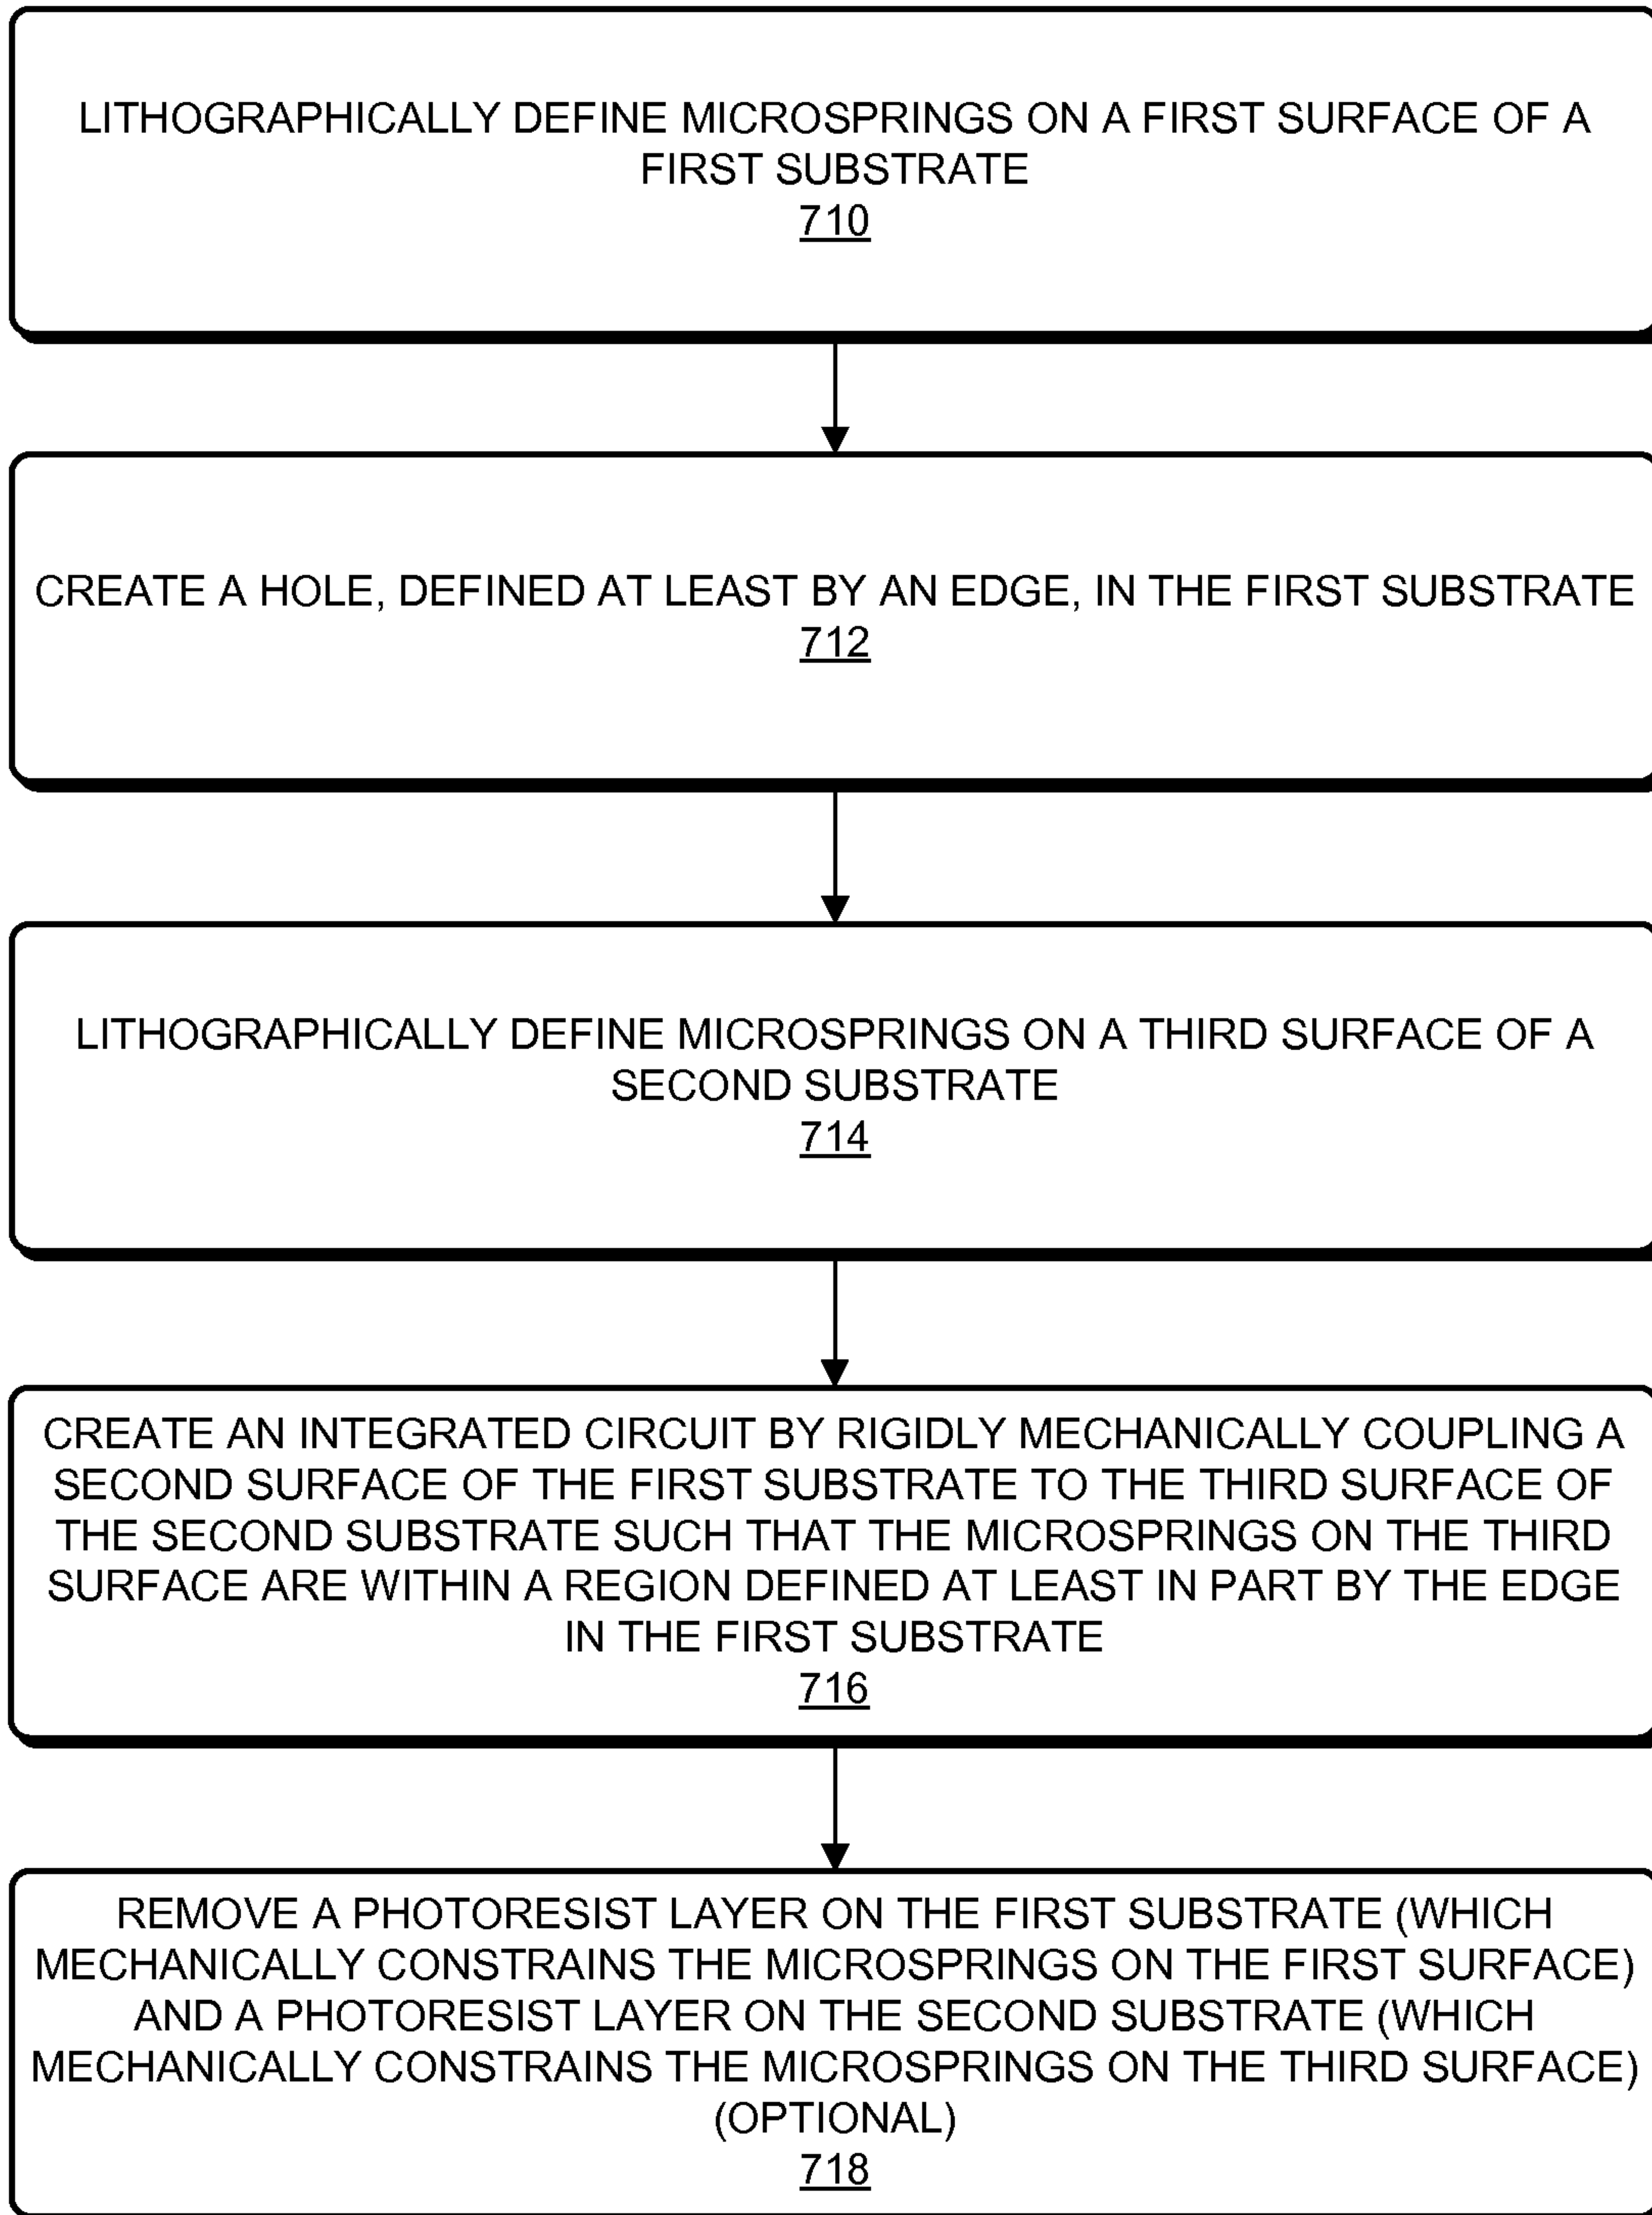 LITHOGRAPHICALLY DEFINE MICROSPRINGS ON A FIRST SURFACE OF A
FIRST SUBSTRATE
710
CREATE A HOLE, DEFINED AT LEAST BY AN EDGE, IN THE FIRST SUBSTRATE
712
LITHOGRAPHICALLY DEFINE MICROSPRINGS ON A THIRD SURFACE OF A
SECOND SUBSTRATE
714
CREATE AN INTEGRATED CIRCUIT BY RIGIDLY MECHANICALLY COUPLING A
SECOND SURFACE OF THE FIRST SUBSTRATE TO THE THIRD SURFACE OF
THE SECOND SUBSTRATE SUCH THAT THE MICROSPRINGS ON THE THIRD
SURFACE ARE WITHIN A REGION DEFINED AT LEAST IN PART BY THE EDGE
IN THE FIRST SUBSTRATE
716
REMOVE A PHOTORESIST LAYER ON THE FIRST SUBSTRATE (WHICH
MECHANICALLY CONSTRAINS THE MICROSPRINGS ON THE FIRST SURFACE)
AND A PHOTORESIST LAYER ON THE SECOND SUBSTRATE (WHICH
MECHANICALLY CONSTRAINS THE MICROSPRINGS ON THE THIRD SURFACE)
(OPTIONAL)
718